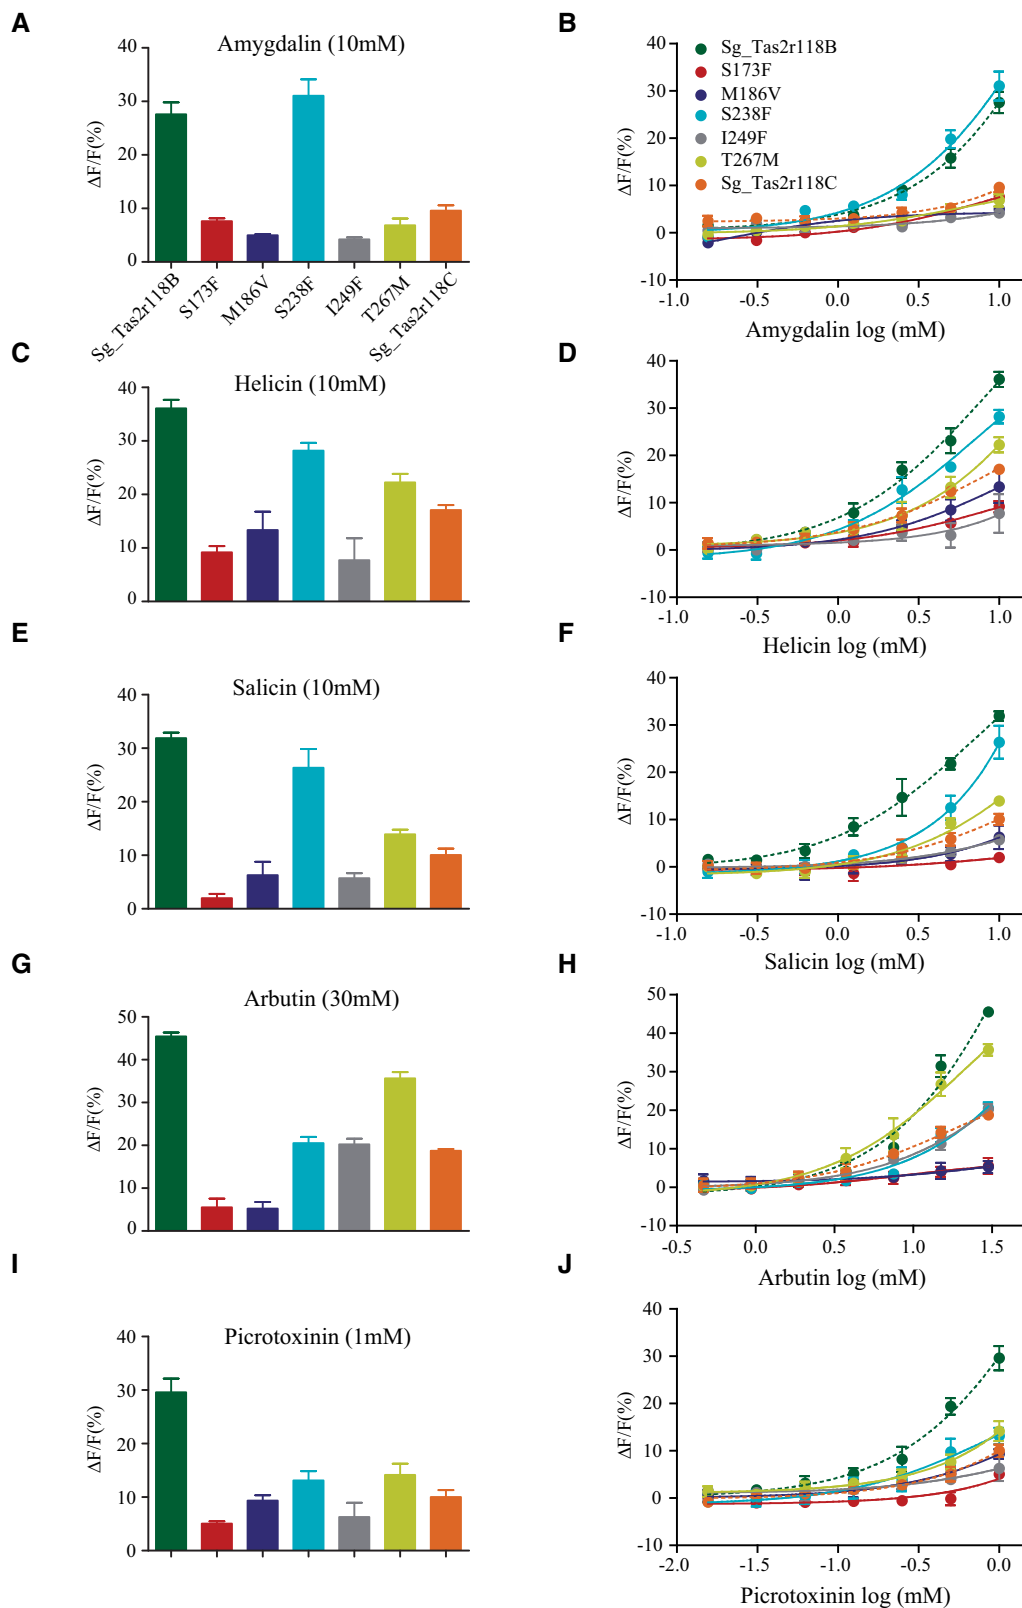 A
Amygdalin (10mM)
40
30
20
10
0
ΔF/F(%)
Sg_Tas2r118B
S173F
M186V
S238F
I249F
T267M
Sg_Tas2r118C
B
Sg_Tas2r118B
S173F
M186V
S238F
I249F
T267M
Sg_Tas2r118C
40
30
20
10
0
-10
ΔF/F(%)
-1.0 -0.5 0.0 0.5 1.0
Amygdalin log (mM)
C
Helicin (10mM)
40
30
20
10
0
ΔF/F(%)
D
40
30
20
10
0
-10
ΔF/F(%)
-1.0 -0.5 0.0 0.5 1.0
Helicin log (mM)
E
Salicin (10mM)
40
30
20
10
0
ΔF/F(%)
F
40
30
20
10
0
-10
ΔF/F(%)
-1.0 -0.5 0.0 0.5 1.0
Salicin log (mM)
G
Arbutin (30mM)
50
40
30
20
10
0
ΔF/F(%)
H
50
40
30
20
10
0
-10
ΔF/F(%)
-0.5 0.0 0.5 1.0 1.5
Arbutin log (mM)
I
Picrotoxinin (1mM)
40
30
20
10
0
ΔF/F(%)
J
40
30
20
10
0
-10
ΔF/F(%)
-2.0 -1.5 -1.0 -0.5 0.0
Picrotoxinin log (mM)